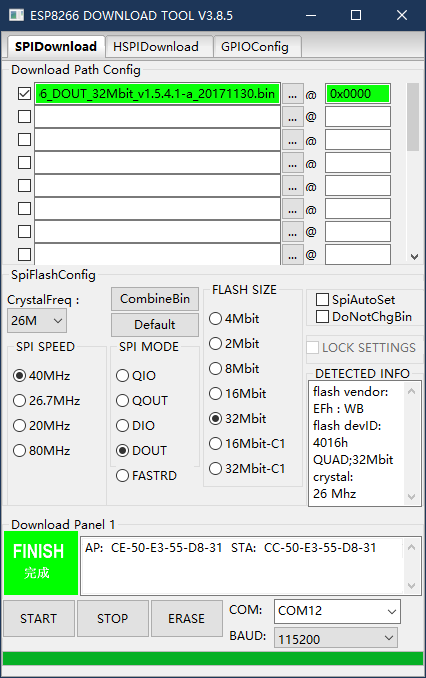 ESP8266 DOWNLOAD TOOL V3.8.5
SPIDownload HSPIDownload GPIOConfig
Download Path Config
6_DOUT_32Mbit_v1.5.4.1-a_20171130.bin ... @ 0x0000
... @
... @
... @
... @
... @
... @
... @
SpiFlashConfig
CrystalFreq :
26M
CombineBin
Default
SPI SPEED
40MHz
26.7MHz
20MHz
80MHz
SPI MODE
QIO
QOUT
DIO
DOUT
FASTRD
FLASH SIZE
4Mbit
2Mbit
8Mbit
16Mbit
32Mbit
16Mbit-C1
32Mbit-C1
SpiAutoSet
DoNotChgBin
LOCK SETTINGS
DETECTED INFO
flash vendor:
EFh : WB
flash devID:
4016h
QUAD;32Mbit
crystal:
26 Mhz
Download Panel 1
FINISH
完成
AP: CE-50-E3-55-D8-31 STA: CC-50-E3-55-D8-31
START STOP ERASE
COM: COM12
BAUD: 115200